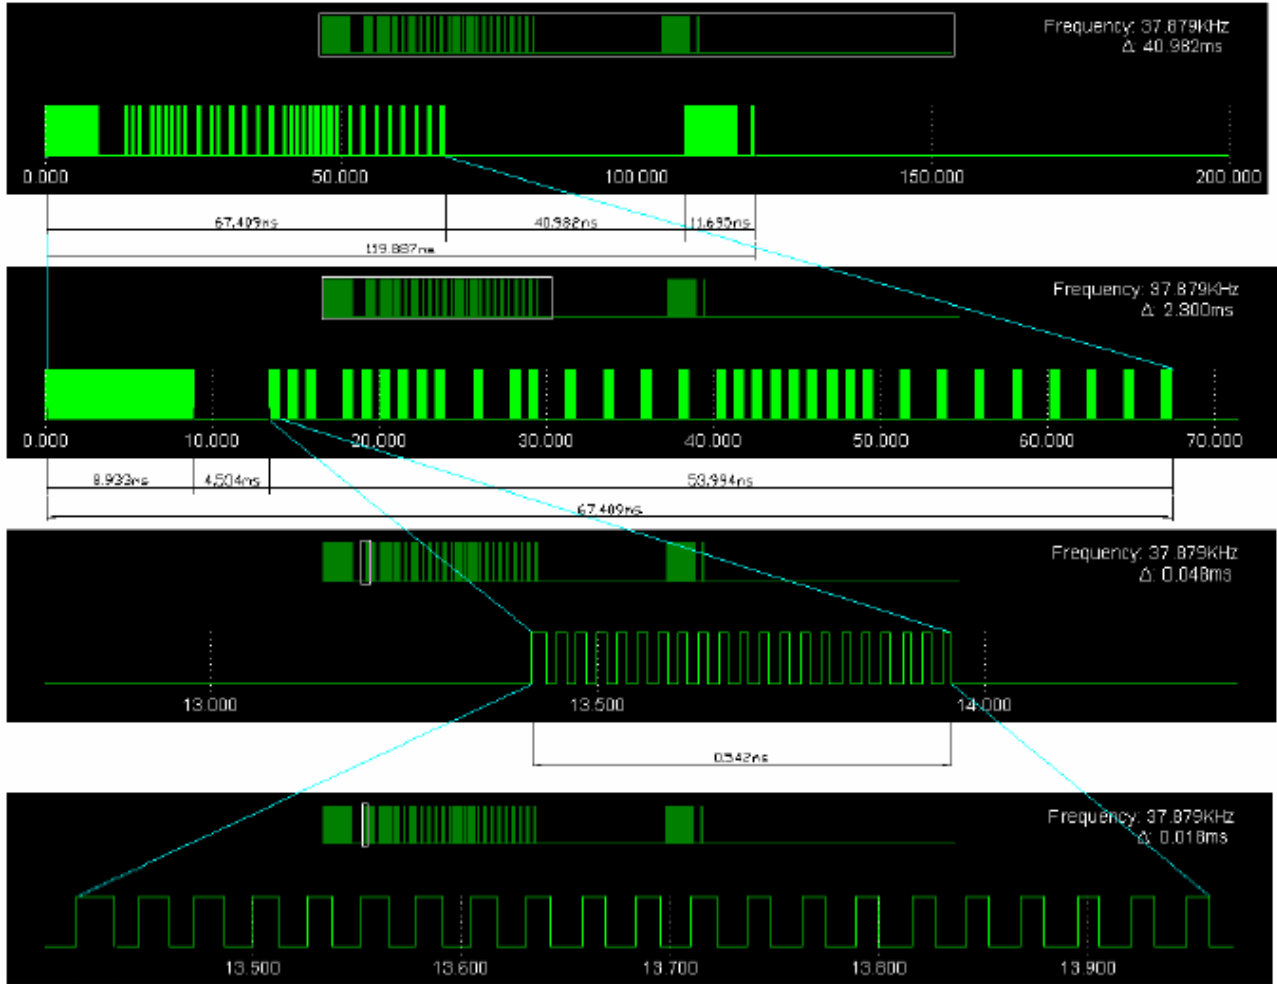 Frequency: 37.879KHz
Δ: 40.982ms
0.000 50.000 100.000 150.000 200.000
67.409ms 40.982ms 11.695ms
119.887ms
Frequency: 37.879KHz
Δ: 2.300ms
0.000 10.000 20.000 30.000 40.000 50.000 60.000 70.000
8.933ms 4.504ms 53.994ms
67.409ms
Frequency: 37.879KHz
Δ: 0.048ms
13.000 13.500 14.000
0.542ms
Frequency: 37.879KHz
Δ: 0.018ms
13.500 13.600 13.700 13.800 13.900